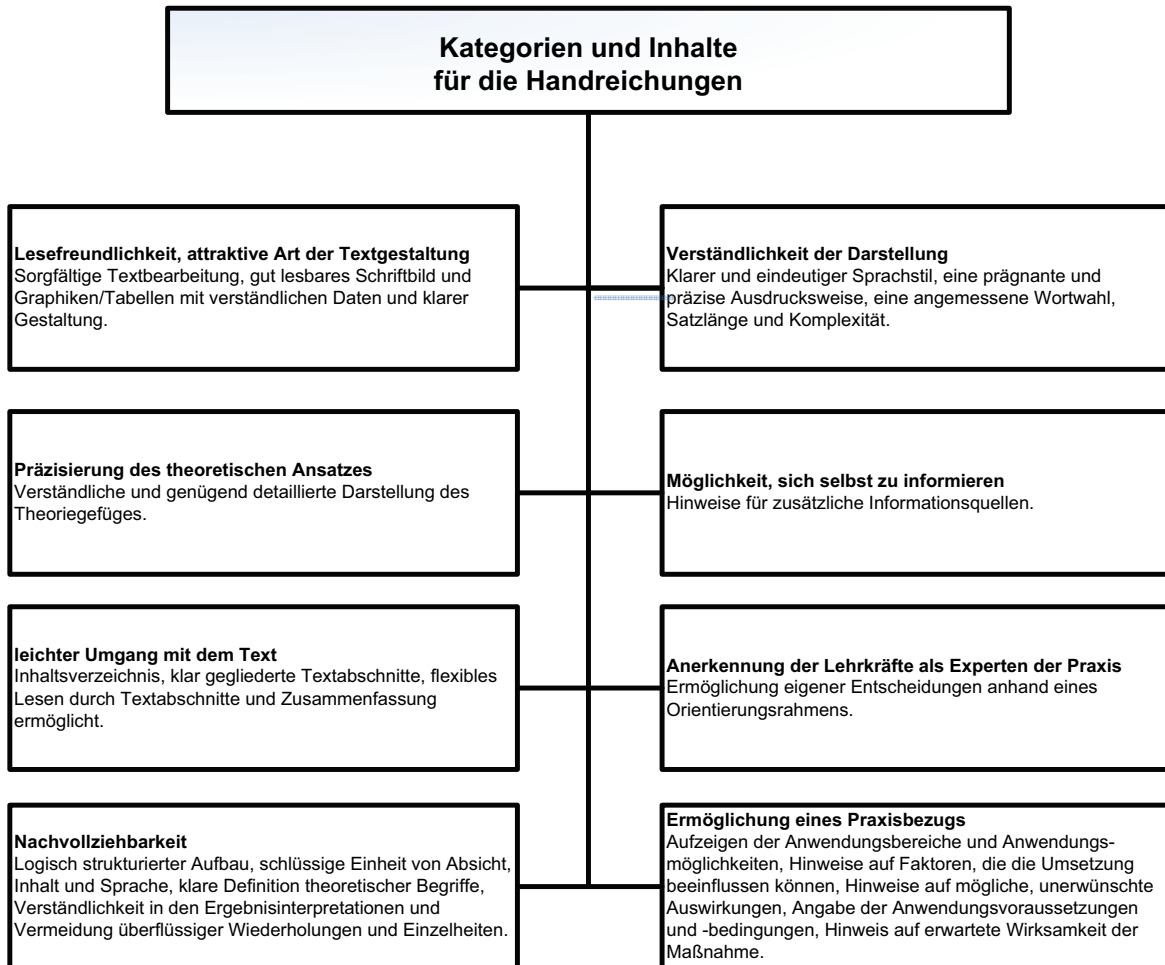 Kategorien und Inhalte
für die Handreichungen
Lesefreundlichkeit, attraktive Art der Textgestaltung
Sorgfältige Textbearbeitung, gut lesbares Schriftbild und
Graphiken/Tabellen mit verständlichen Daten und klarer
Gestaltung.
Verständlichkeit der Darstellung
Klarer und eindeutiger Sprachstil, eine prägnante und
präzise Ausdrucksweise, eine angemessene Wortwahl,
Satzlänge und Komplexität.
Präzisierung des theoretischen Ansatzes
Verständliche und genügend detaillierte Darstellung des
Theoriegefüges.
Möglichkeit, sich selbst zu informieren
Hinweise für zusätzliche Informationsquellen.
leichter Umgang mit dem Text
Inhaltsverzeichnis, klar gegliederte Textabschnitte, flexibles
Lesen durch Textabschnitte und Zusammenfassung
ermöglicht.
Anerkennung der Lehrkräfte als Experten der Praxis
Ermöglichung eigener Entscheidungen anhand eines
Orientierungsrahmens.
Nachvollziehbarkeit
Logisch strukturierter Aufbau, schlüssige Einheit von Absicht,
Inhalt und Sprache, klare Definition theoretischer Begriffe,
Verständlichkeit in den Ergebnisinterpretationen und
Vermeidung überflüssiger Wiederholungen und Einzelheiten.
Ermöglichung eines Praxisbezugs
Aufzeigen der Anwendungsbereiche und Anwendungs-
möglichkeiten, Hinweise auf Faktoren, die die Umsetzung
beeinflussen können, Hinweise auf mögliche, unerwünschte
Auswirkungen, Angabe der Anwendungsvoraussetzungen
und -bedingungen, Hinweis auf erwartete Wirksamkeit der
Maßnahme.